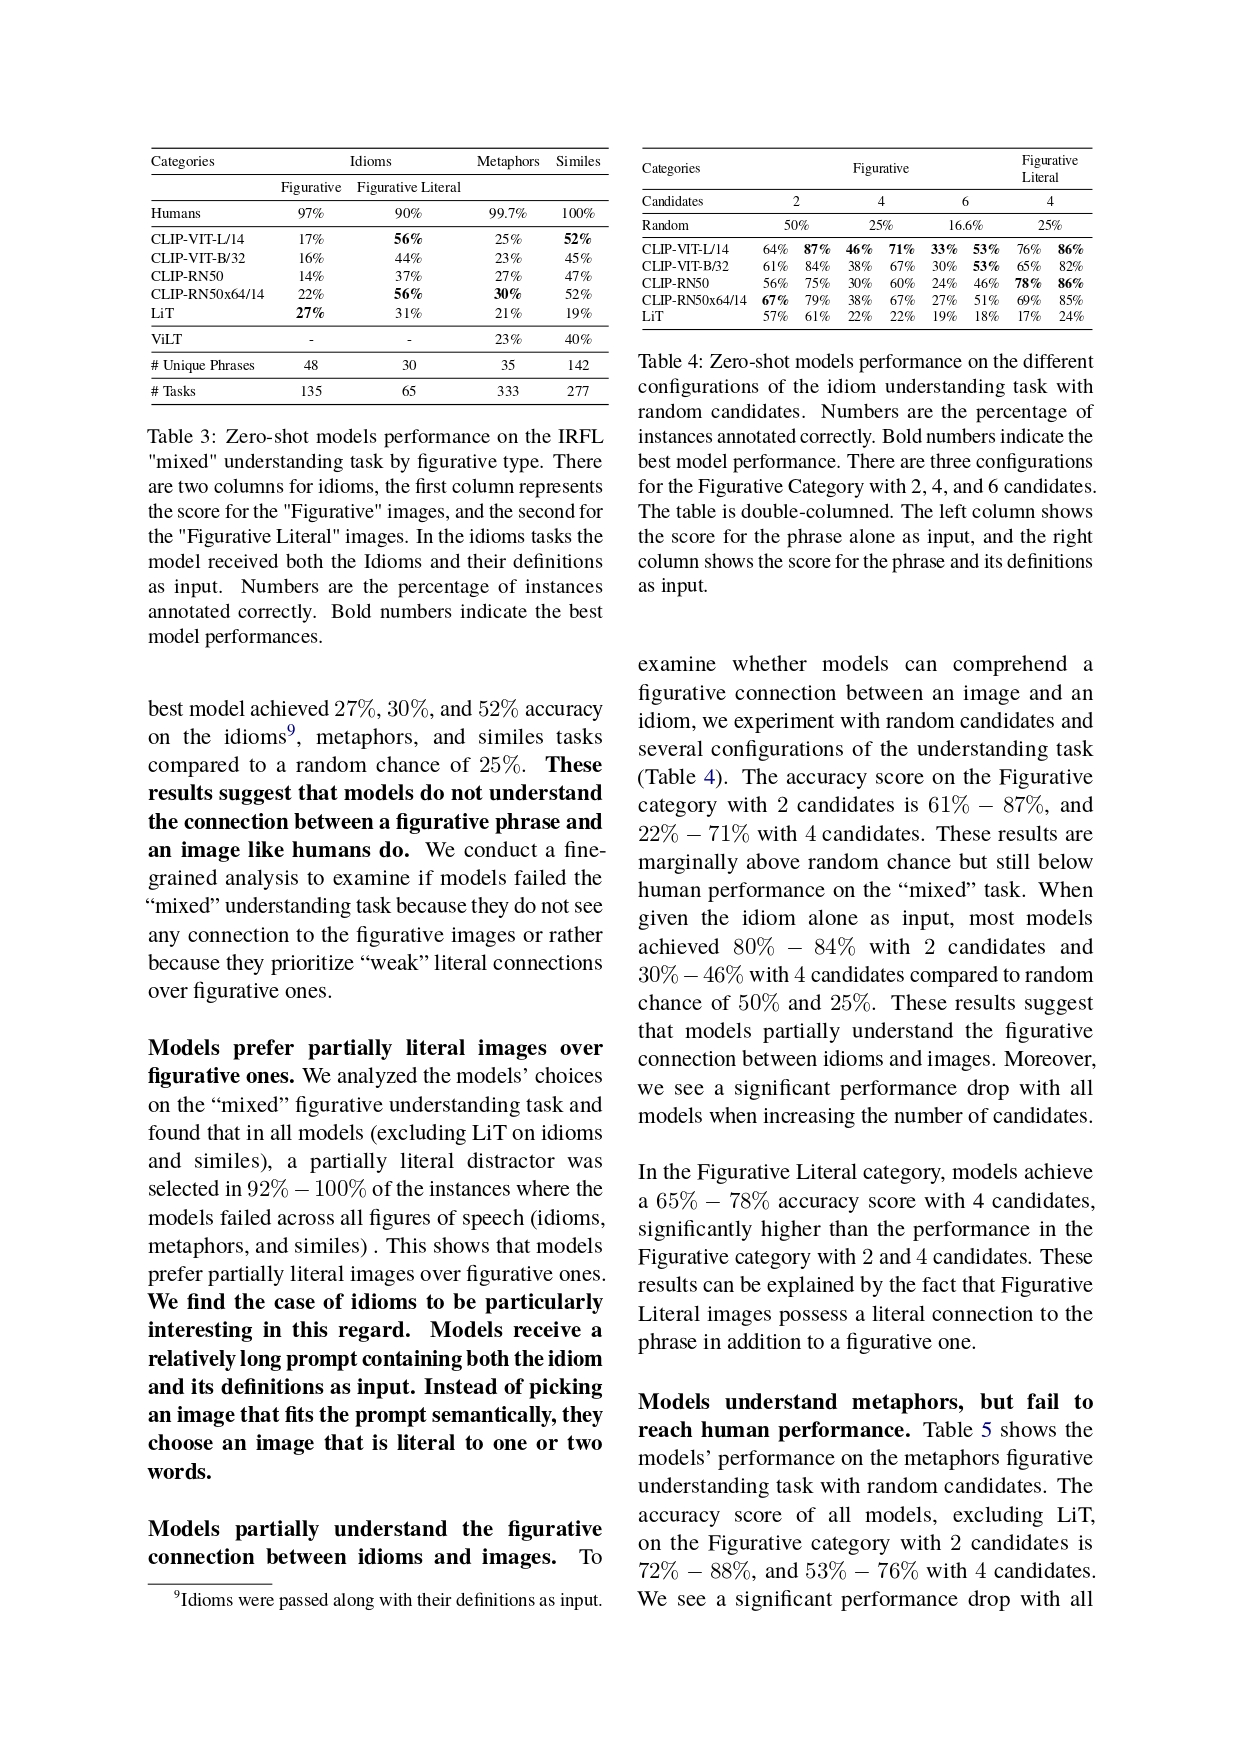 Categories Idioms Metaphors Similes
Figurative Figurative Literal
Humans 97% 90% 99.7% 100%
CLIP-VIT-L/14 17% 56% 25% 52%
CLIP-VIT-B/32 16% 44% 23% 45%
CLIP-RN50 14% 37% 27% 47%
CLIP-RN50x64/14 22% 56% 30% 52%
LiT 27% 31% 21% 19%
ViLT - - 23% 40%
# Unique Phrases 48 30 35 142
# Tasks 135 65 333 277
Table 3: Zero-shot models performance on the IRFL
"mixed" understanding task by figurative type. There
are two columns for idioms, the first column represents
the score for the "Figurative" images, and the second for
the "Figurative Literal" images. In the idioms tasks the
model received both the Idioms and their definitions
as input. Numbers are the percentage of instances
annotated correctly. Bold numbers indicate the best
model performances.
best model achieved 27%, 30%, and 52% accuracy
on the idioms9, metaphors, and similes tasks
compared to a random chance of 25%. These
results suggest that models do not understand
the connection between a figurative phrase and
an image like humans do. We conduct a fine-
grained analysis to examine if models failed the
“mixed” understanding task because they do not see
any connection to the figurative images or rather
because they prioritize “weak” literal connections
over figurative ones.
Models prefer partially literal images over
figurative ones. We analyzed the models’ choices
on the “mixed” figurative understanding task and
found that in all models (excluding LiT on idioms
and similes), a partially literal distractor was
selected in 92% − 100% of the instances where the
models failed across all figures of speech (idioms,
metaphors, and similes) . This shows that models
prefer partially literal images over figurative ones.
We find the case of idioms to be particularly
interesting in this regard. Models receive a
relatively long prompt containing both the idiom
and its definitions as input. Instead of picking
an image that fits the prompt semantically, they
choose an image that is literal to one or two
words.
Models partially understand the figurative
connection between idioms and images. To
9Idioms were passed along with their definitions as input.
Categories Figurative Figurative
Literal
Candidates 2 4 6 4
Random 50% 25% 16.6% 25%
CLIP-VIT-L/14 64% 87% 46% 71% 33% 53% 76% 86%
CLIP-VIT-B/32 61% 84% 38% 67% 30% 53% 65% 82%
CLIP-RN50 56% 75% 30% 60% 24% 46% 78% 86%
CLIP-RN50x64/14 67% 79% 38% 67% 27% 51% 69% 85%
LiT 57% 61% 22% 22% 19% 18% 17% 24%
Table 4: Zero-shot models performance on the different
configurations of the idiom understanding task with
random candidates. Numbers are the percentage of
instances annotated correctly. Bold numbers indicate the
best model performance. There are three configurations
for the Figurative Category with 2, 4, and 6 candidates.
The table is double-columned. The left column shows
the score for the phrase alone as input, and the right
column shows the score for the phrase and its definitions
as input.
examine whether models can comprehend a
figurative connection between an image and an
idiom, we experiment with random candidates and
several configurations of the understanding task
(Table 4). The accuracy score on the Figurative
category with 2 candidates is 61% − 87%, and
22% − 71% with 4 candidates. These results are
marginally above random chance but still below
human performance on the “mixed” task. When
given the idiom alone as input, most models
achieved 80% − 84% with 2 candidates and
30% − 46% with 4 candidates compared to random
chance of 50% and 25%. These results suggest
that models partially understand the figurative
connection between idioms and images. Moreover,
we see a significant performance drop with all
models when increasing the number of candidates.
In the Figurative Literal category, models achieve
a 65% − 78% accuracy score with 4 candidates,
significantly higher than the performance in the
Figurative category with 2 and 4 candidates. These
results can be explained by the fact that Figurative
Literal images possess a literal connection to the
phrase in addition to a figurative one.
Models understand metaphors, but fail to
reach human performance. Table 5 shows the
models’ performance on the metaphors figurative
understanding task with random candidates. The
accuracy score of all models, excluding LiT,
on the Figurative category with 2 candidates is
72% − 88%, and 53% − 76% with 4 candidates.
We see a significant performance drop with all